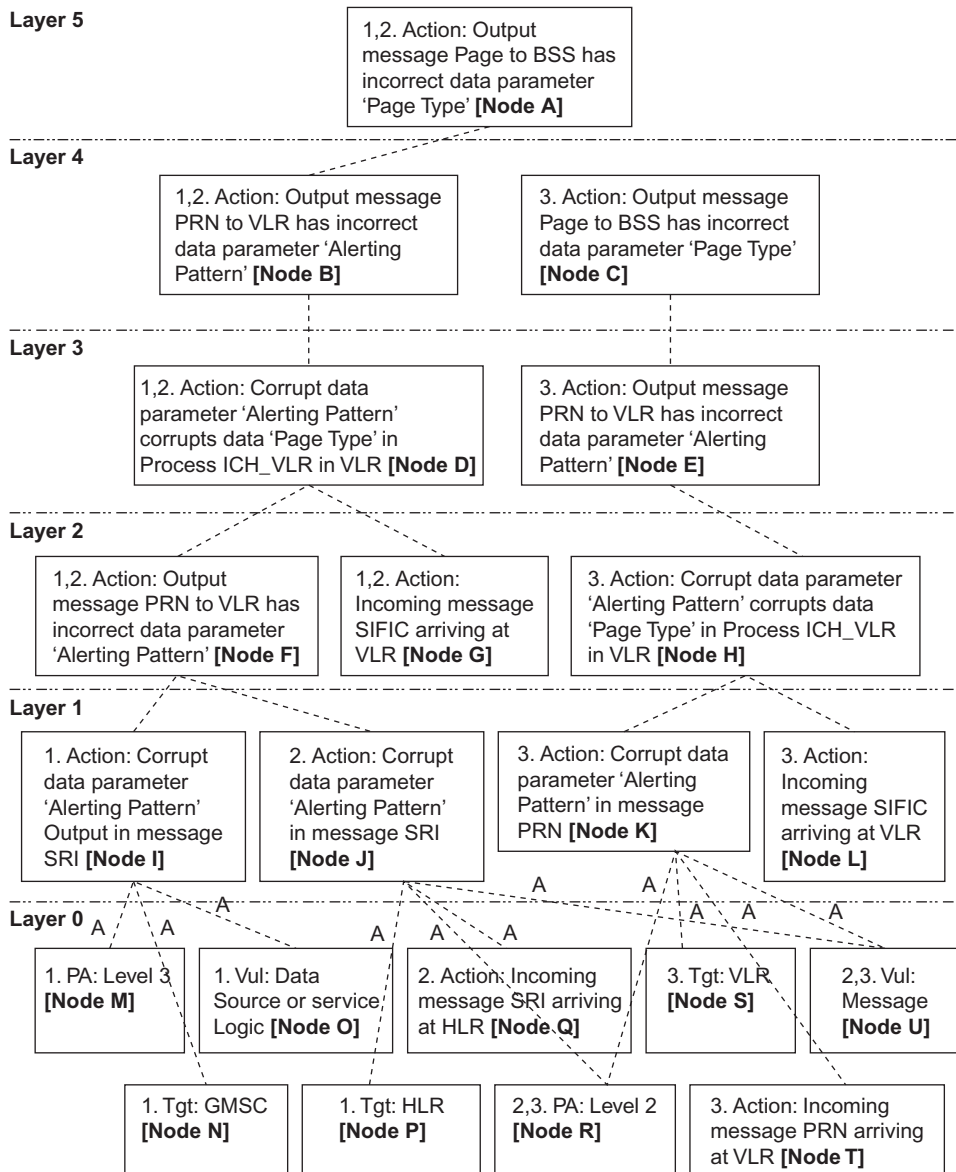 Layer 5
1,2. Action: Output
message Page to BSS has
incorrect data parameter
‘Page Type’ [Node A]
Layer 4
1,2. Action: Output message
PRN to VLR has incorrect
data parameter ‘Alerting
Pattern’ [Node B]
3. Action: Output message
Page to BSS has incorrect
data parameter ‘Page Type’
[Node C]
Layer 3
1,2. Action: Corrupt data
parameter ‘Alerting Pattern’
corrupts data ‘Page Type’ in
Process ICH_VLR in VLR [Node D]
3. Action: Output message
PRN to VLR has incorrect
data parameter ‘Alerting
Pattern’ [Node E]
Layer 2
1,2. Action: Output
message PRN to VLR has
incorrect data parameter
‘Alerting Pattern’ [Node F]
1,2. Action:
Incoming message
SIFIC arriving at
VLR [Node G]
3. Action: Corrupt data parameter
‘Alerting Pattern’ corrupts data
‘Page Type’ in Process ICH_VLR
in VLR [Node H]
Layer 1
1. Action: Corrupt
data parameter
‘Alerting Pattern’
Output in message
SRI [Node I]
2. Action: Corrupt
data parameter
‘Alerting Pattern’
in message SRI
[Node J]
3. Action: Corrupt data
parameter ‘Alerting
Pattern’ in message
PRN [Node K]
3. Action:
Incoming
message SIFIC
arriving at VLR
[Node L]
Layer 0
A
A
A
A
A
A
A
A
A
A
A
1. PA: Level 3
[Node M]
1. Vul: Data
Source or service
Logic [Node O]
2. Action: Incoming
message SRI arriving
at HLR [Node Q]
3. Tgt: VLR
[Node S]
2,3. Vul:
Message
[Node U]
1. Tgt: GMSC
[Node N]
1. Tgt: HLR
[Node P]
2,3. PA: Level 2
[Node R]
3. Action: Incoming
message PRN arriving
at VLR [Node T]